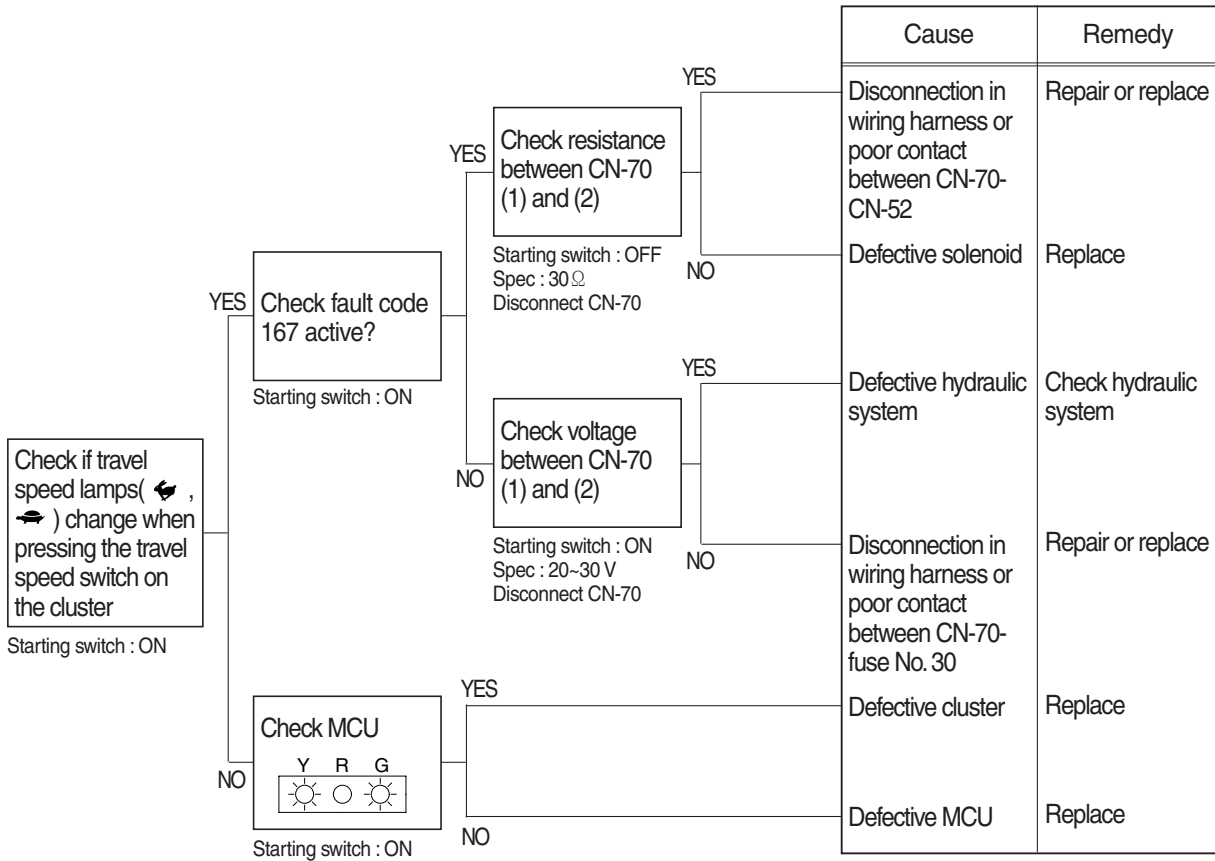 Check if travel
speed lamps( ,
) change when
pressing the travel
speed switch on
the cluster
Starting switch : ON
YES
NO
Check fault code
167 active?
Starting switch : ON
YES
NO
Check resistance
between CN-70
(1) and (2)
Starting switch : OFF
Spec : 30Ω
Disconnect CN-70
YES
NO
Check voltage
between CN-70
(1) and (2)
Starting switch : ON
Spec : 20~30 V
Disconnect CN-70
YES
NO
Check MCU
Y R G
Starting switch : ON
YES
NO
Cause Remedy
Disconnection in Repair or replace
wiring harness or
poor contact
between CN-70-
CN-52
Defective solenoid Replace
Defective hydraulic Check hydraulic
system system
Disconnection in Repair or replace
wiring harness or
poor contact
between CN-70-
fuse No. 30
Defective cluster Replace
Defective MCU Replace